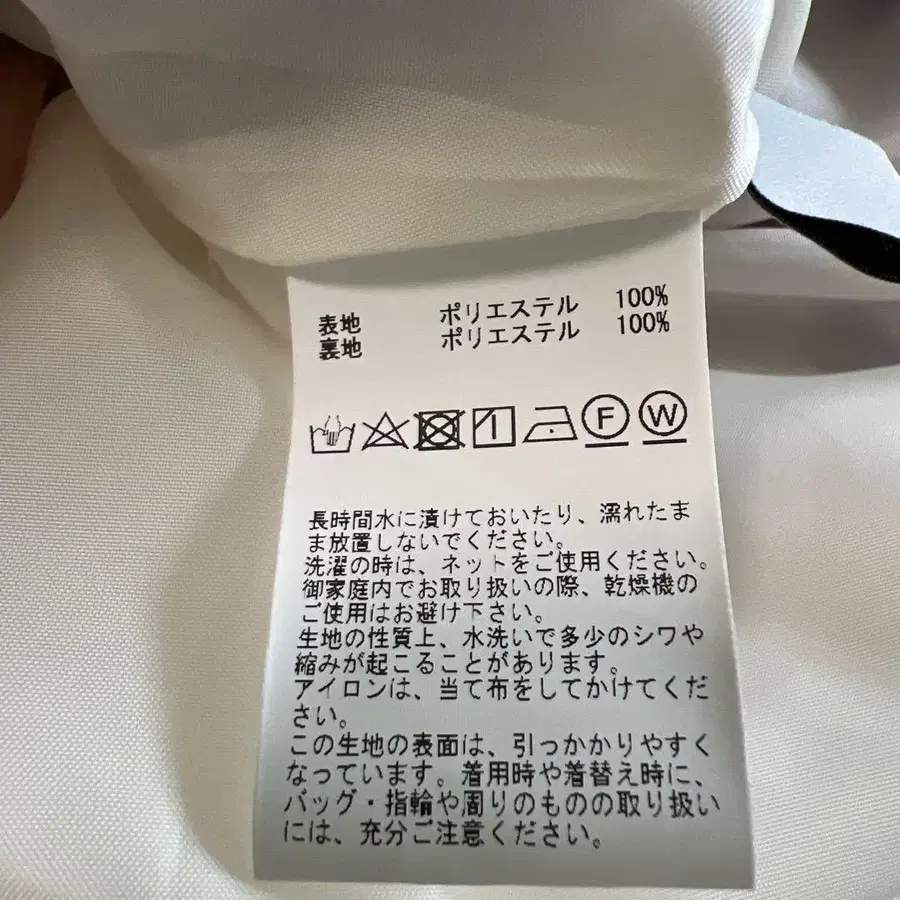 表地 ポリエステル 100%
裏地 ポリエステル 100%
F W
長時間水に漬けておいたり、濡れたま
ま放置しないでください。
洗濯の時は、ネットをご使用ください。
御家庭内でお取り扱いの際、乾燥機の
ご使用はお避け下さい。
生地の性質上、水洗いで多少のシワや
縮みが起こることがあります。
アイロンは、当て布をしてかけてくだ
さい。
この生地の表面は、引っかかりやすく
なっています。着用時や着替え時に、
バッグ・指輪や周りのものの取り扱い
には、充分ご注意ください。